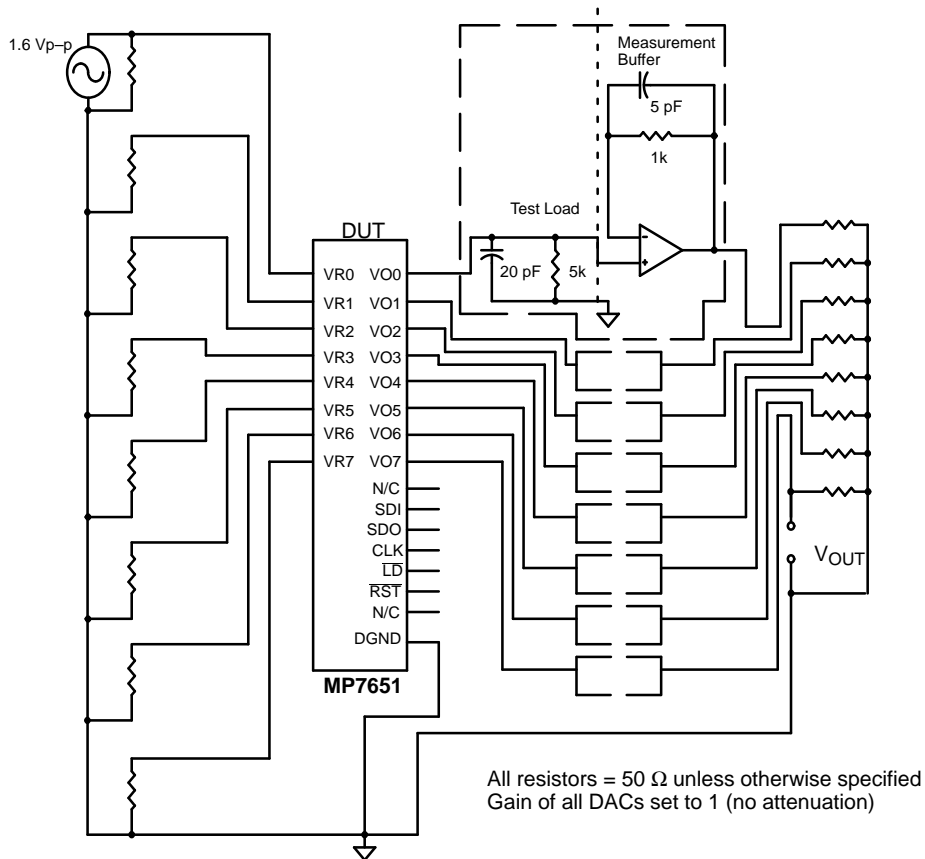 1.6 Vp–p
Measurement
Buffer
5 pF
1k
Test Load
20 pF
5k
DUT
VR0 VO0
VR1 VO1
VR2 VO2
VR3 VO3
VR4 VO4
VR5 VO5
VR6 VO6
VR7 VO7
N/C
SDI
SDO
CLK
LD
RST
N/C
DGND
MP7651
–
+
VOUT
All resistors = 50 Ω unless otherwise specified
Gain of all DACs set to 1 (no attenuation)